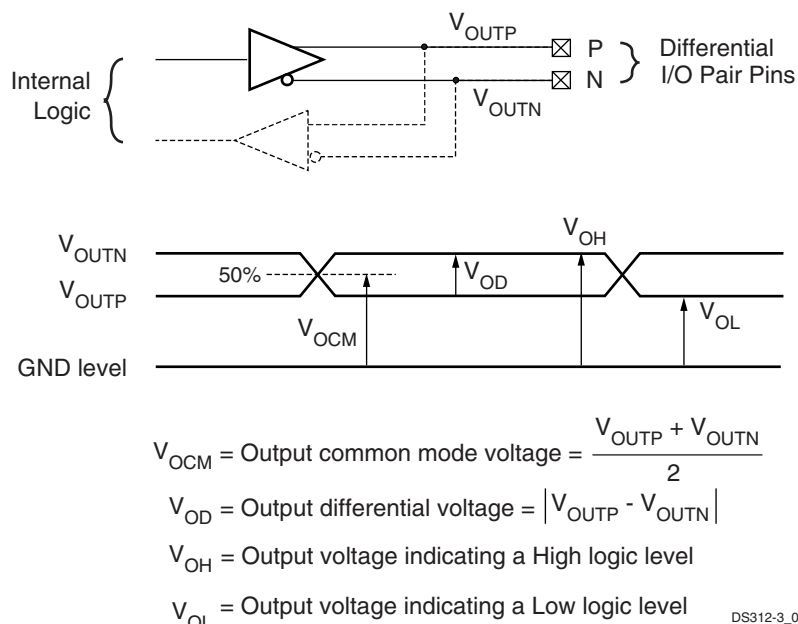 V_OUTP
P
Differential
I/O Pair Pins
N
Internal
Logic
V_OUTN
V_OH
V_OUTN
50%
V_OD
V_OUTP
V_OL
V_OCM
GND level
V_OCM = Output common mode voltage = (V_OUTP + V_OUTN) / 2
V_OD = Output differential voltage = |V_OUTP - V_OUTN|
V_OH = Output voltage indicating a High logic level
V_OL = Output voltage indicating a Low logic level
DS312-3_0